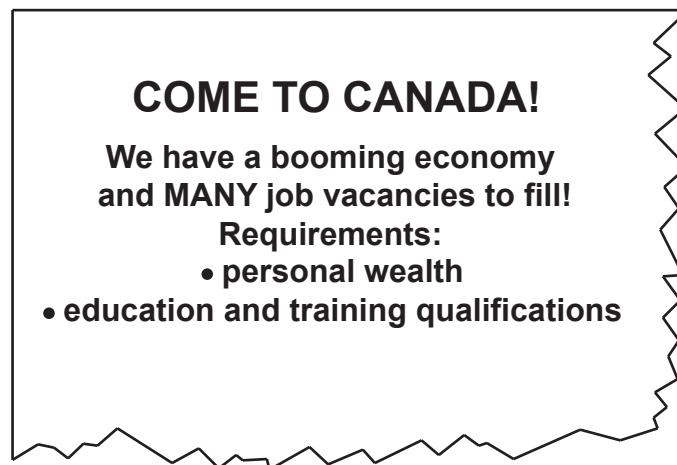 COME TO CANADA!
We have a booming economy
and MANY job vacancies to fill!
Requirements:
• personal wealth
• education and training qualifications